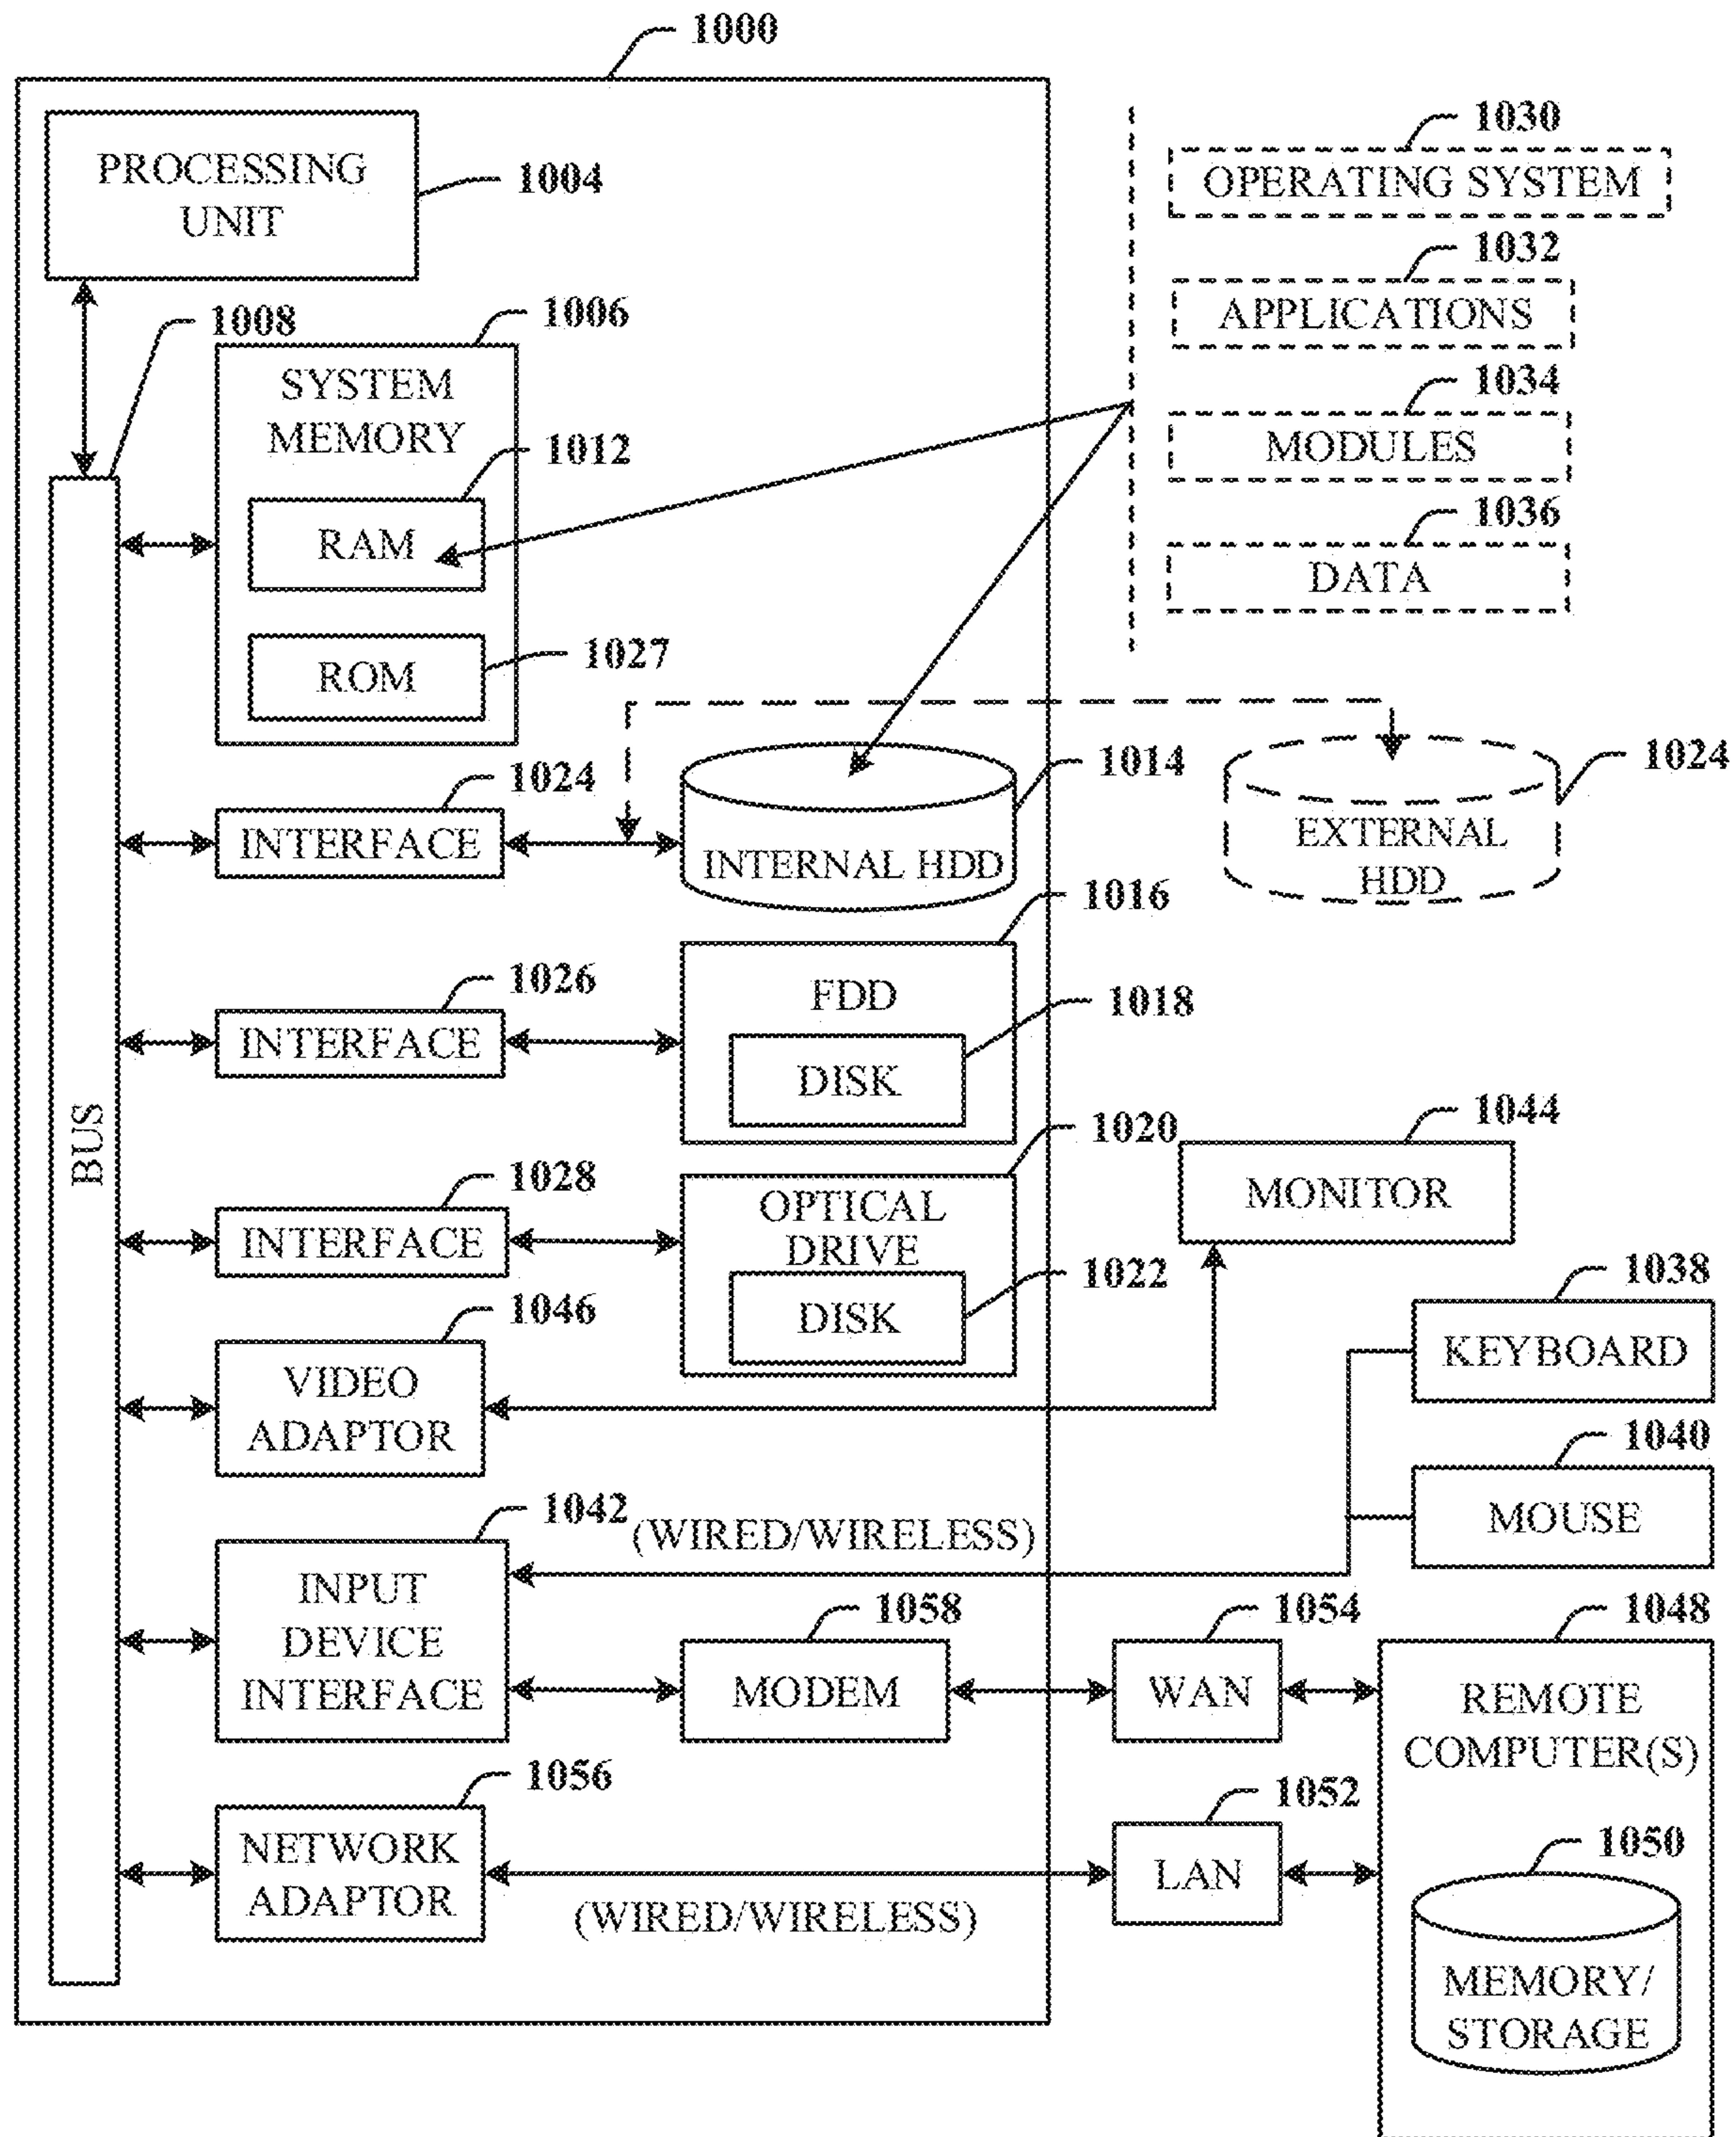 1000
PROCESSING
UNIT
1004
1030
OPERATING SYSTEM
1032
APPLICATIONS
1034
MODULES
1036
DATA
1008
BUS
1006
SYSTEM
MEMORY
1012
RAM
1027
ROM
1024
INTERFACE
1014
INTERNAL HDD
1024
EXTERNAL
HDD
1026
INTERFACE
1016
FDD
1018
DISK
1028
INTERFACE
1020
OPTICAL
DRIVE
1022
DISK
1044
MONITOR
1046
VIDEO
ADAPTOR
1038
KEYBOARD
1040
MOUSE
1042
INPUT
DEVICE
INTERFACE
(WIRED/WIRELESS)
1058
MODEM
1054
WAN
1048
REMOTE
COMPUTER(S)
1056
NETWORK
ADAPTOR
(WIRED/WIRELESS)
1052
LAN
1050
MEMORY/
STORAGE